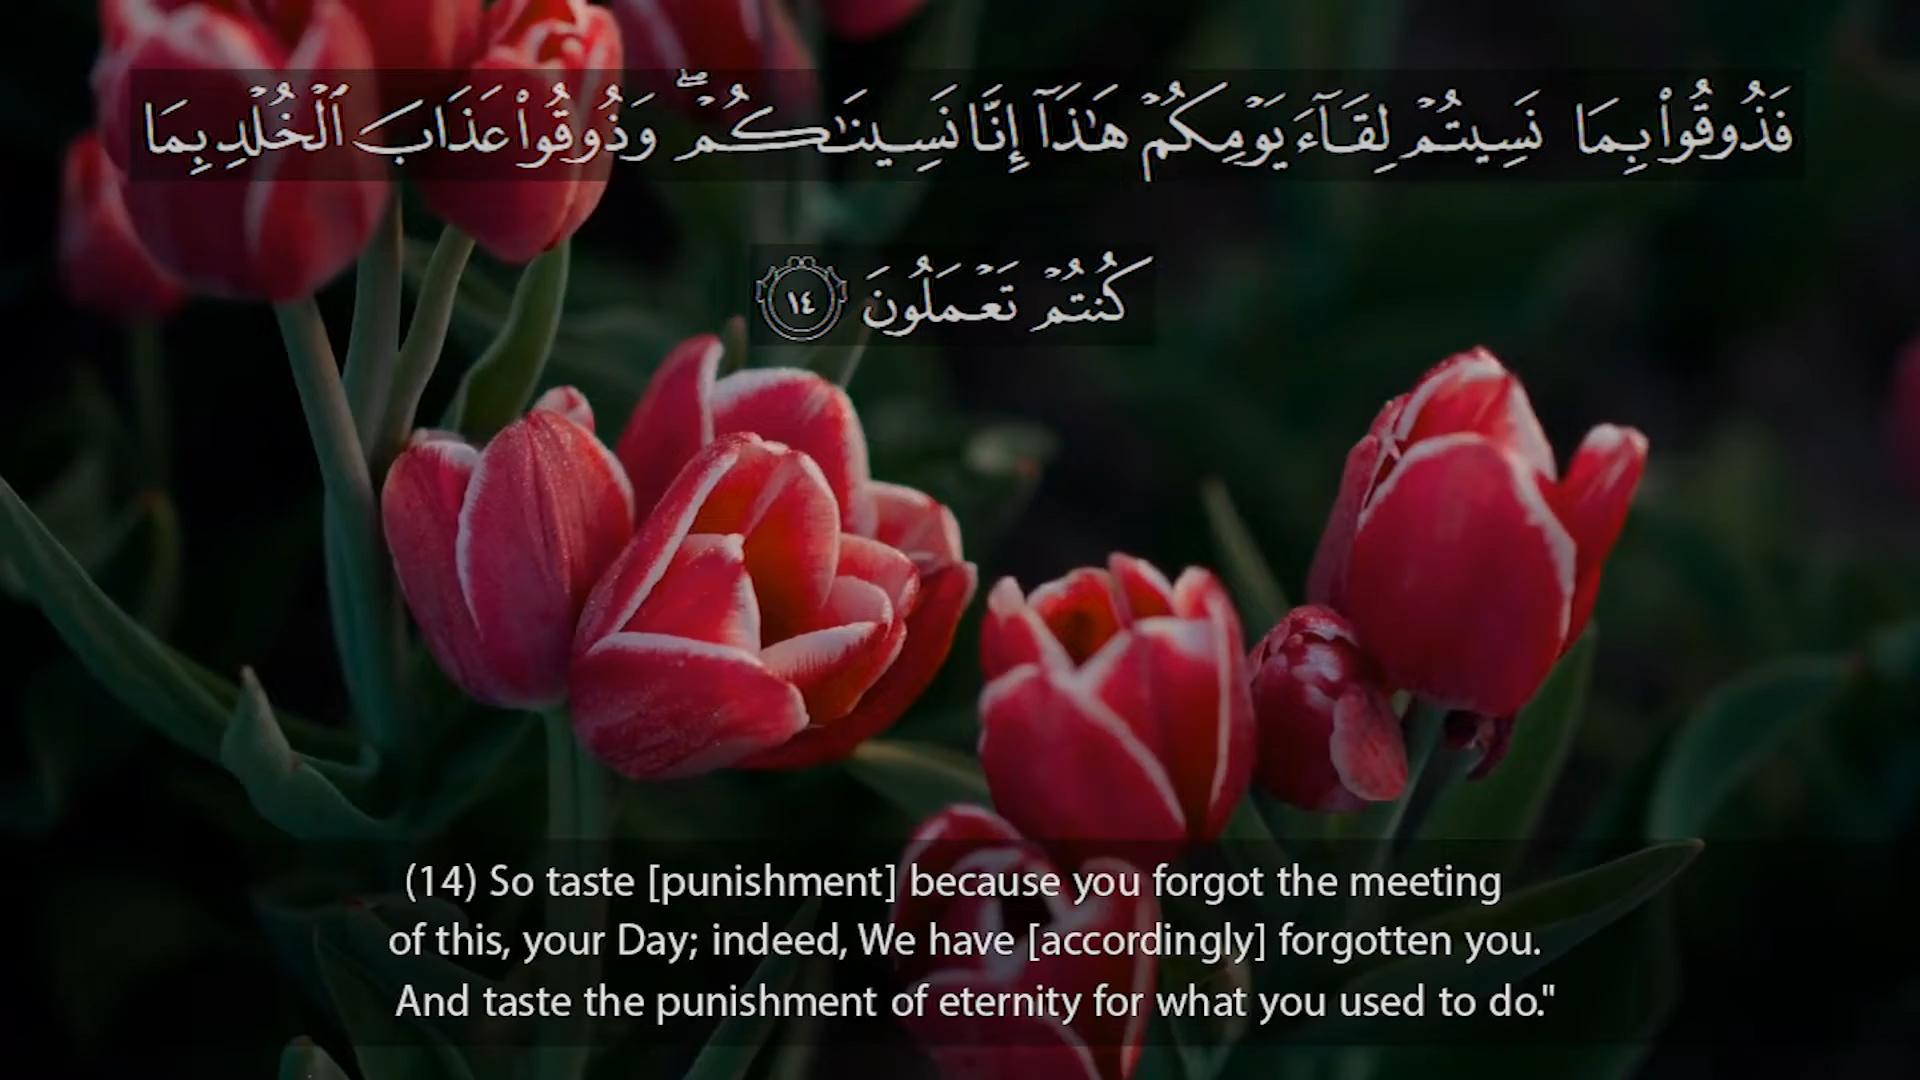 فَذُوقُوا۟ بِمَا نَسِيتُمْ لِقَآءَ يَوْمِكُمْ هَـٰذَآ إِنَّا نَسِينَـٰكُمْ ۖ وَذُوقُوا۟ عَذَابَ ٱلْخُلْدِ بِمَا
كُنتُمْ تَعْمَلُونَ ١٤
(14) So taste [punishment] because you forgot the meeting
of this, your Day; indeed, We have [accordingly] forgotten you.
And taste the punishment of eternity for what you used to do."